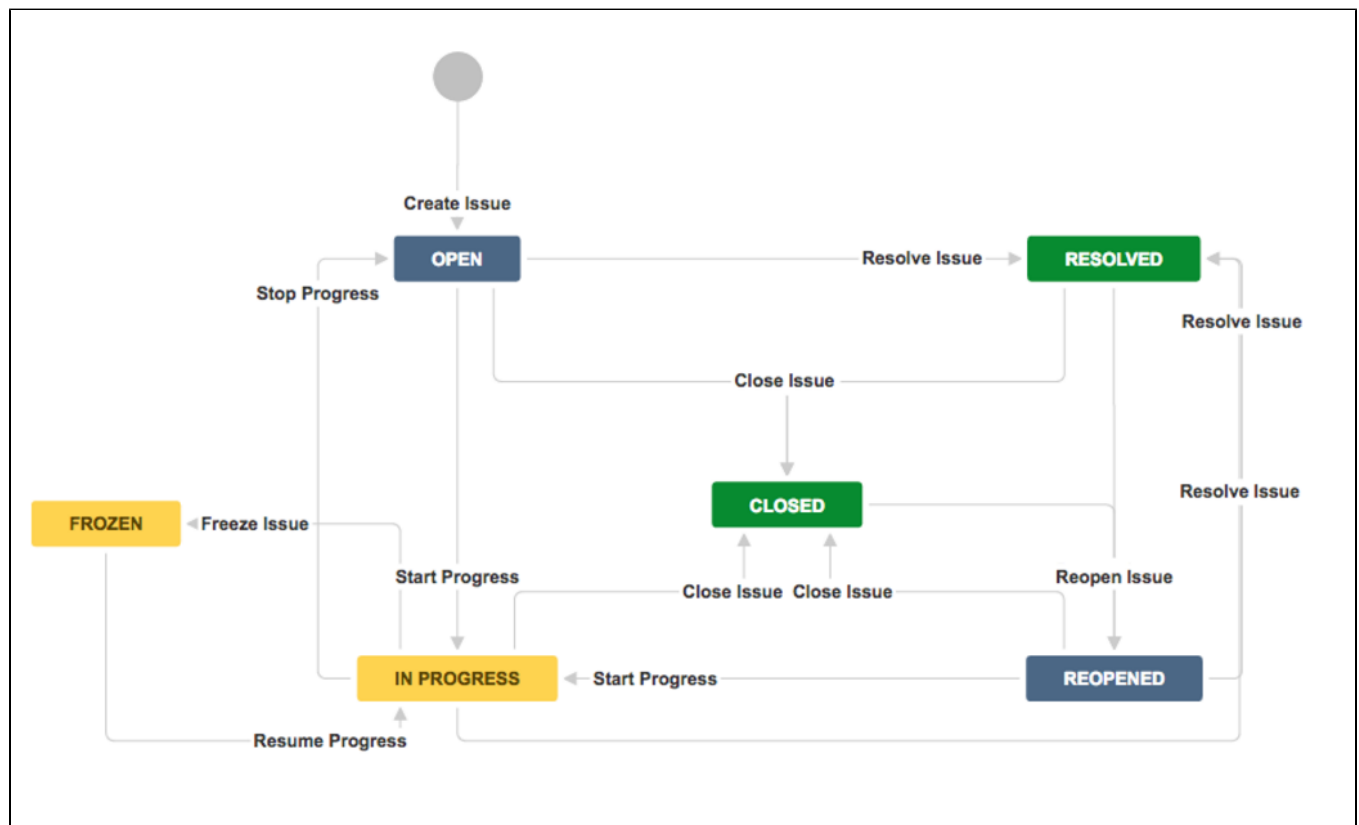 Create Issue
OPEN
Resolve Issue
RESOLVED
Stop Progress
Resolve Issue
Close Issue
Resolve Issue
CLOSED
FROZEN
Freeze Issue
Start Progress
Reopen Issue
Close Issue
Close Issue
IN PROGRESS
Start Progress
REOPENED
Resume Progress